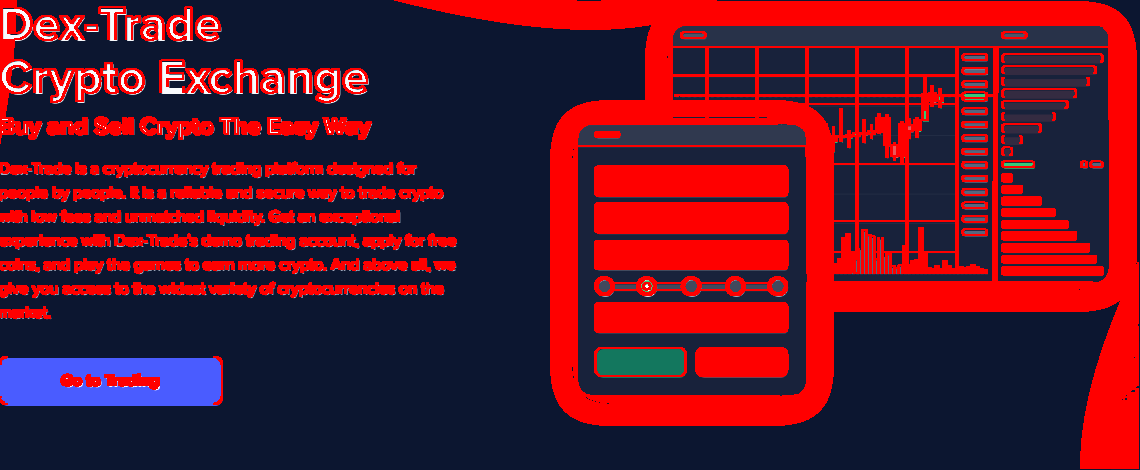 Dex-Trade
Crypto Exchange
Buy and Sell Crypto The Easy Way
Dex-Trade is a cryptocurrency trading platform designed for
people by people. It is a reliable and secure way to trade crypto
with low fees and unmatched liquidity. Get an exceptional
experience with Dex-Trade's demo trading account, apply for free
coins, and play the games to earn more crypto. And above all, we
give you access to the widest variety of cryptocurrencies on the
market.
Go to Trading